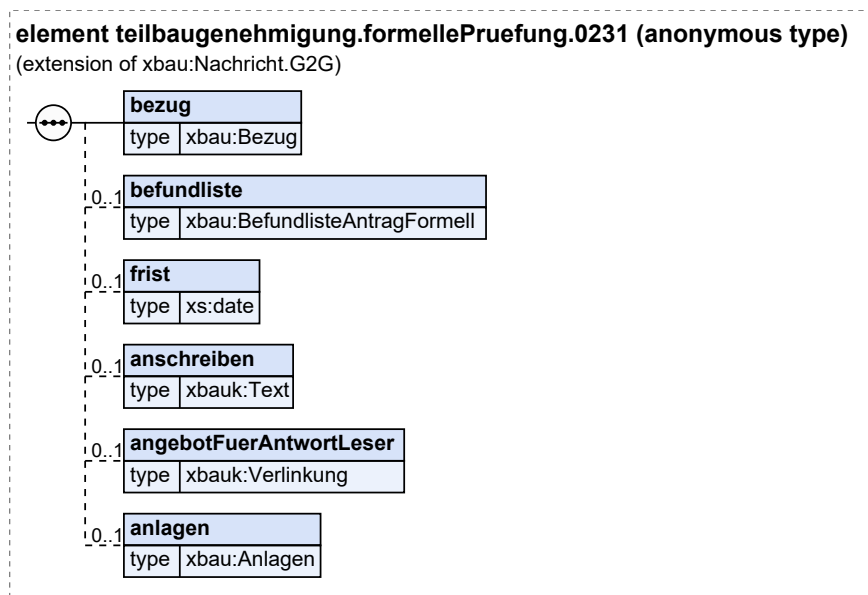 element teilbaugenehmigung.formellePruefung.0231 (anonymous type)
(extension of xbau:Nachricht.G2G)
bezug
type xbau:Bezug
0..1 befundliste
type xbau:BefundlisteAntragFormell
0..1 frist
type xs:date
0..1 anschreiben
type xbauk:Text
0..1 angebotFuerAntwortLeser
type xbauk:Verlinkung
0..1 anlagen
type xbau:Anlagen